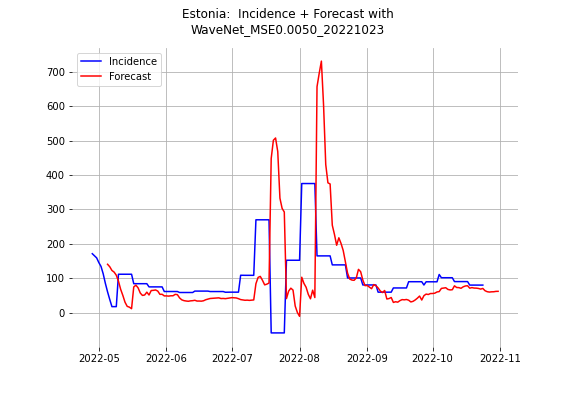 Estonia:  Incidence + Forecast with
WaveNet_MSE0.0050_20221023
Incidence
Forecast
700
600
500
400
300
200
100
0
2022-05 2022-06 2022-07 2022-08 2022-09 2022-10 2022-11